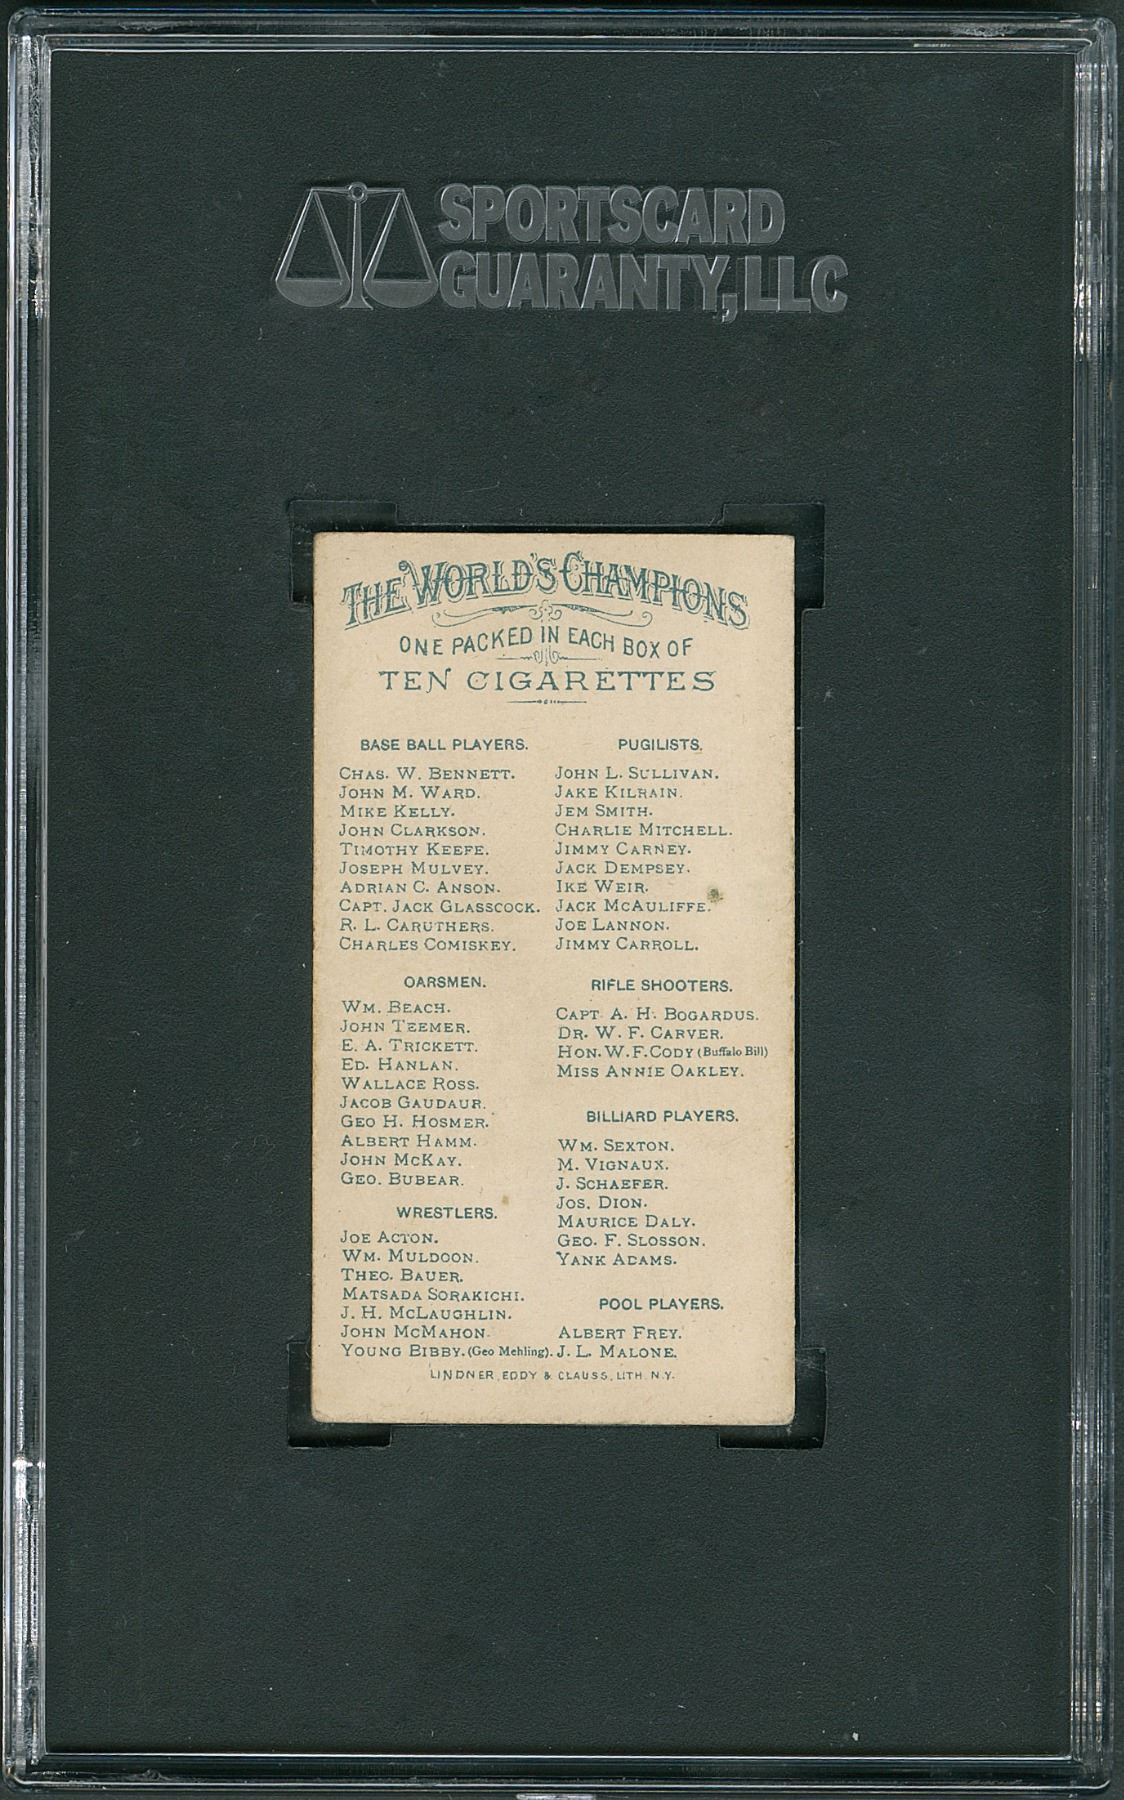 SPORTSCARD
GUARANTY, LLC
THE WORLD'S CHAMPIONS
ONE PACKED IN EACH BOX OF
TEN CIGARETTES
BASE BALL PLAYERS.
CHAS. W. BENNETT.
JOHN M. WARD.
MIKE KELLY.
JOHN CLARKSON.
TIMOTHY KEEFE.
JOSEPH MULVEY.
ADRIAN C. ANSON.
CAPT. JACK GLASSCOCK.
R. L. CARUTHERS.
CHARLES COMISKEY.
OARSMEN.
WM. BEACH.
JOHN TEEMER.
E. A. TRICKETT.
ED. HANLAN.
WALLACE ROSS.
JACOB GAUDAUR.
GEO H. HOSMER.
ALBERT HAMM.
JOHN MCKAY.
GEO. BUBEAR.
WRESTLERS.
JOE ACTON.
WM. MULDOON.
THEO. BAUER.
MATSADA SORAKICHI.
J. H. MCLAUGHLIN.
JOHN MCMAHON.
YOUNG BIBBY. (Geo Mehling).
PUGILISTS.
JOHN L. SULLIVAN.
JAKE KILRAIN.
JEM SMITH.
CHARLIE MITCHELL.
JIMMY CARNEY.
JACK DEMPSEY.
IKE WEIR.
JACK MCAULIFFE.
JOE LANNON.
JIMMY CARROLL.
RIFLE SHOOTERS.
CAPT. A. H. BOGARDUS.
DR. W. F. CARVER.
HON. W. F. CODY (Buffalo Bill)
MISS ANNIE OAKLEY.
BILLIARD PLAYERS.
WM. SEXTON.
M. VIGNAUX.
J. SCHAEFER.
JOS. DION.
MAURICE DALY.
GEO. F. SLOSSON.
YANK ADAMS.
POOL PLAYERS.
ALBERT FREY.
J. L. MALONE.
LINDNER, EDDY & CLAUSS, LITH. N.Y.